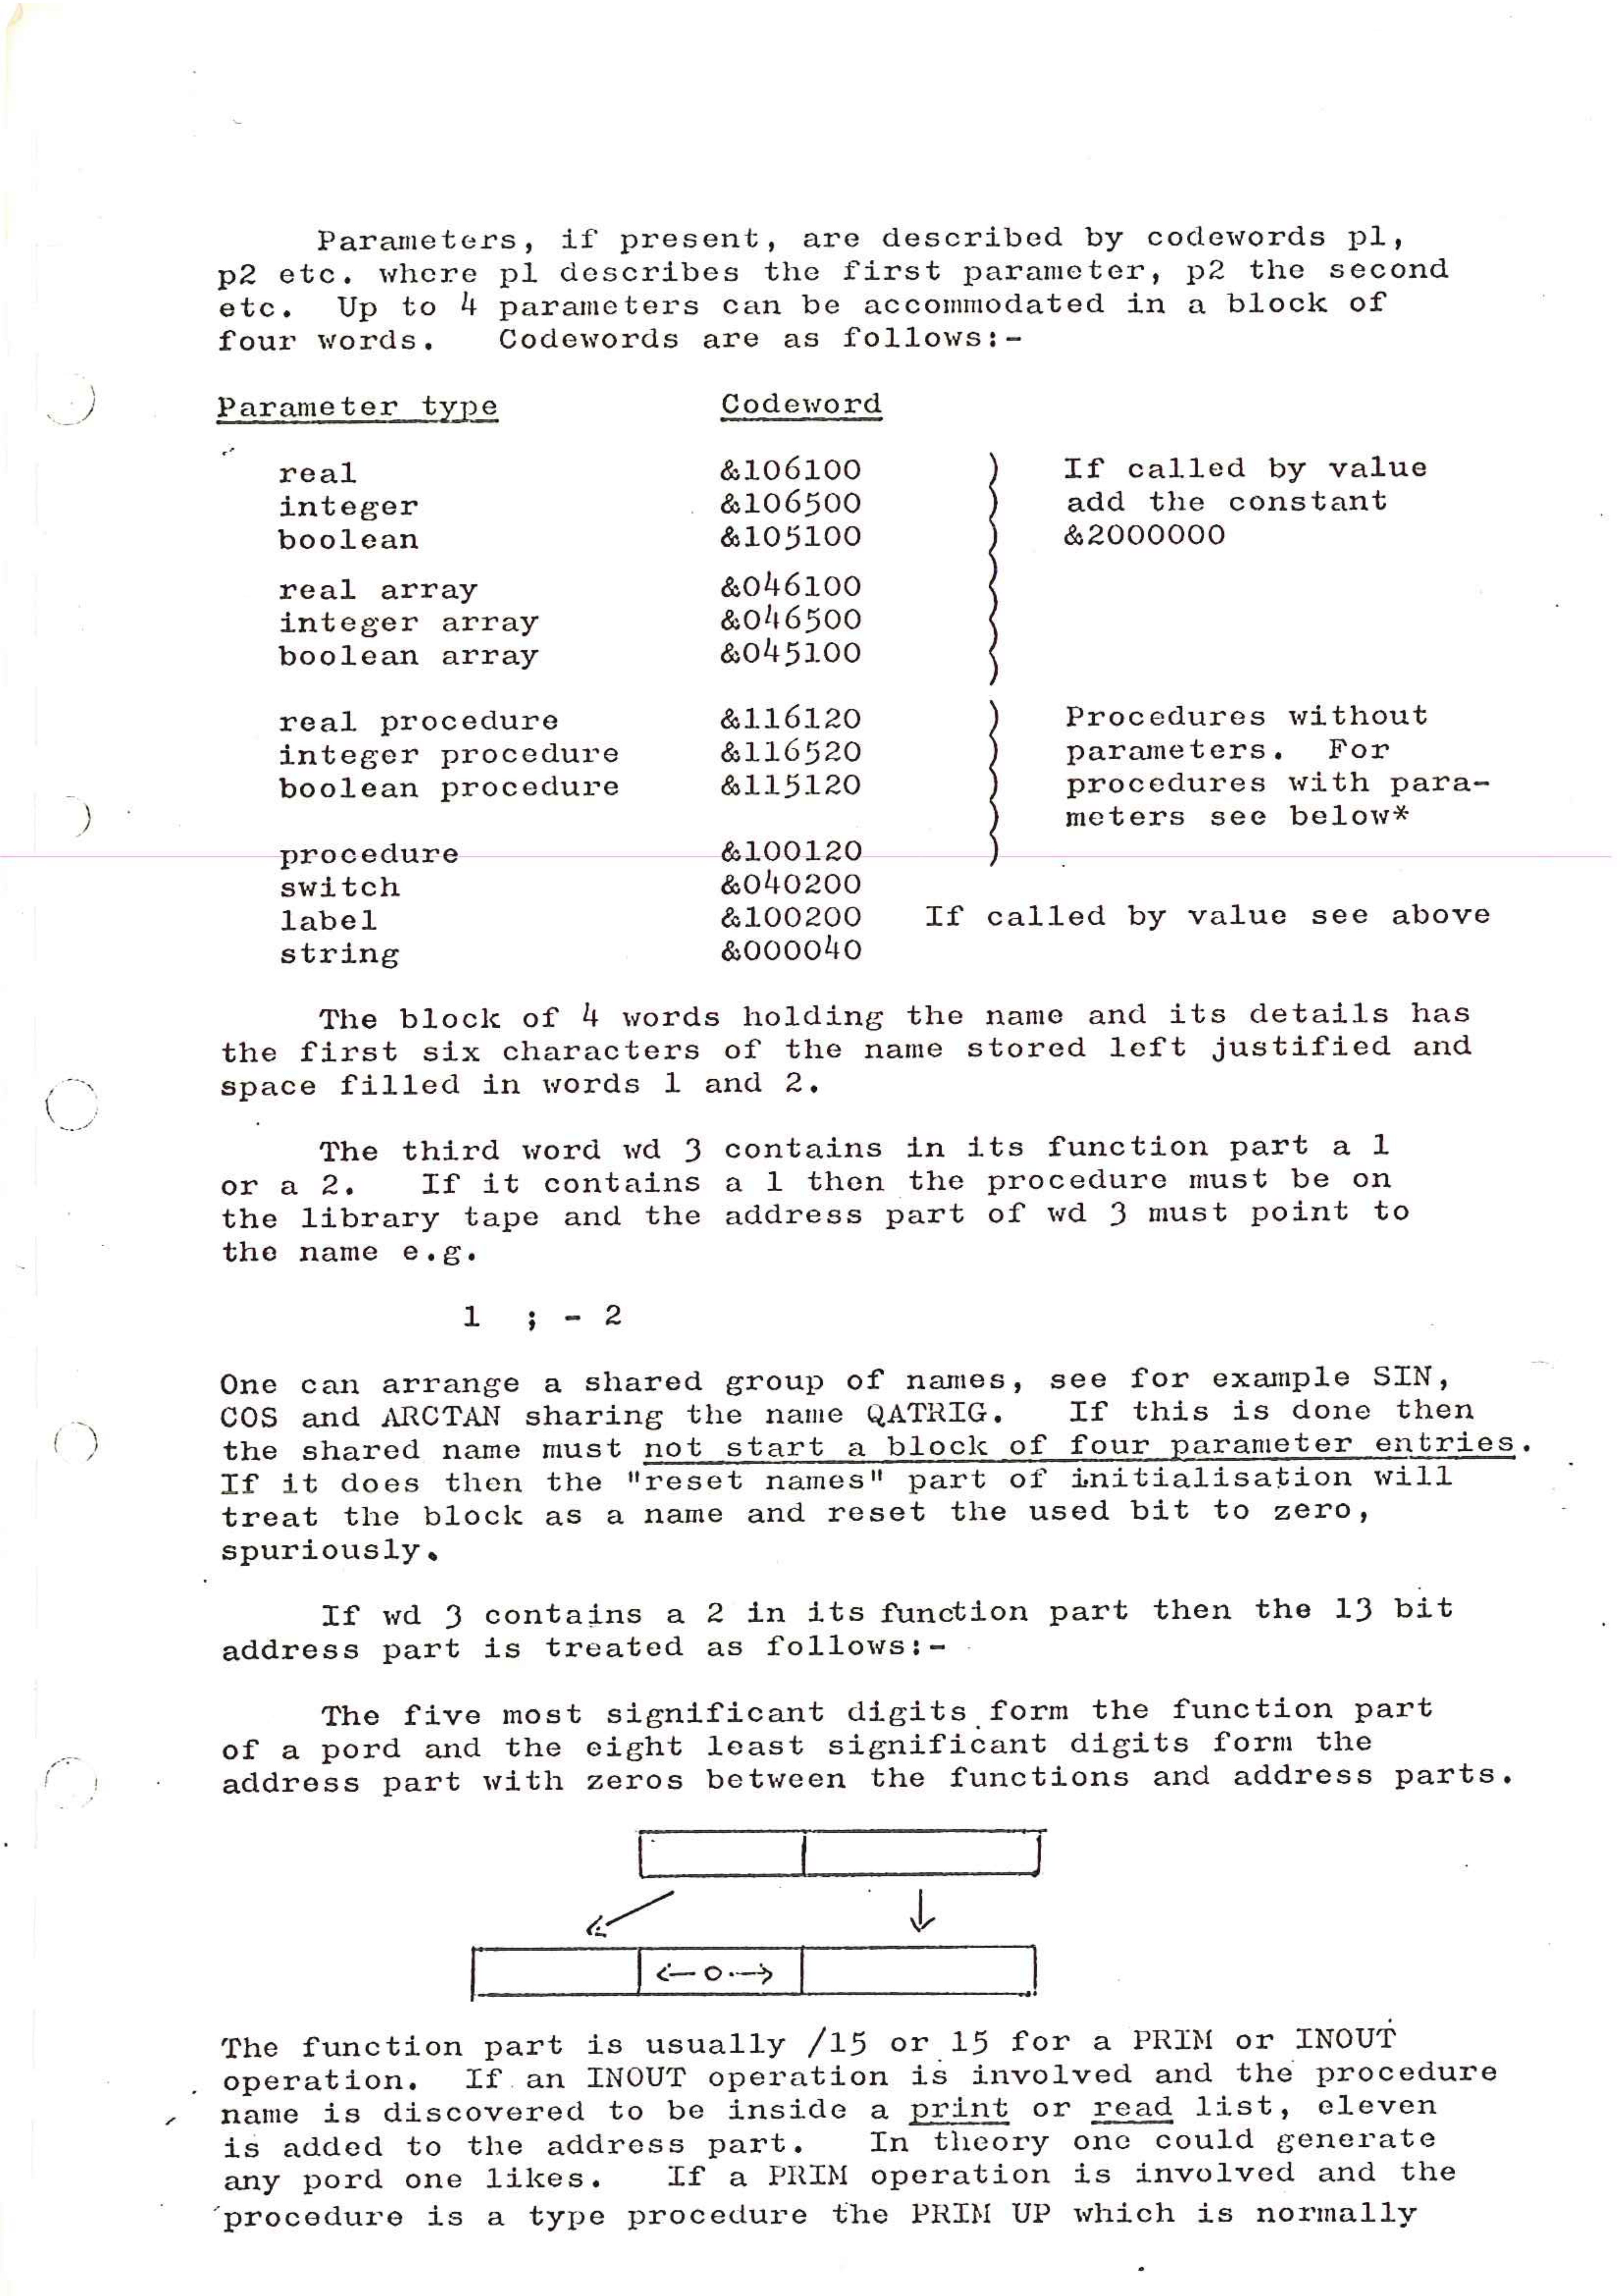 Parameters, if present, are described by codewords pl,
p2 etc. where pl describes the first parameter, p2 the second
etc. Up to 4 parameters can be accommodated in a block of
four words. Codewords are as follows:-
Parameter type Codeword
real &106100 ) If called by value
integer &106500 ) add the constant
boolean &105100 ) &2000000
real array &046100 )
integer array &046500 )
boolean array &045100 )
real procedure &116120 ) Procedures without
integer procedure &116520 ) parameters. For
boolean procedure &115120 ) procedures with para-
meters see below*
procedure &100120 )
switch &040200
label &100200 If called by value see above
string &000040
The block of 4 words holding the name and its details has
the first six characters of the name stored left justified and
space filled in words 1 and 2.
The third word wd 3 contains in its function part a 1
or a 2. If it contains a 1 then the procedure must be on
the library tape and the address part of wd 3 must point to
the name e.g.
1 ; - 2
One can arrange a shared group of names, see for example SIN,
COS and ARCTAN sharing the name QATRIG. If this is done then
the shared name must not start a block of four parameter entries.
If it does then the "reset names" part of initialisation will
treat the block as a name and reset the used bit to zero,
spuriously.
If wd 3 contains a 2 in its function part then the 13 bit
address part is treated as follows:-
The five most significant digits form the function part
of a pord and the eight least significant digits form the
address part with zeros between the functions and address parts.
<- 0 ->
The function part is usually /15 or 15 for a PRIM or INOUT
operation. If an INOUT operation is involved and the procedure
name is discovered to be inside a print or read list, eleven
is added to the address part. In theory one could generate
any pord one likes. If a PRIM operation is involved and the
procedure is a type procedure the PRIM UP which is normally